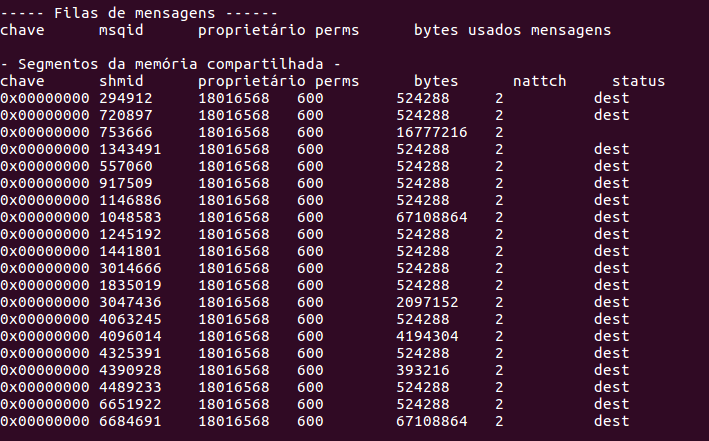 ----- Filas de mensagens ------
chave      msqid      proprietário perms      bytes usados mensagens
- Segmentos da memória compartilhada -
chave      shmid      proprietário perms      bytes      nattch     status
0x00000000 294912     18016568   600        524288     2          dest
0x00000000 720897     18016568   600        524288     2          dest
0x00000000 753666     18016568   600        16777216   2
0x00000000 1343491    18016568   600        524288     2          dest
0x00000000 557060     18016568   600        524288     2          dest
0x00000000 917509     18016568   600        524288     2          dest
0x00000000 1146886    18016568   600        524288     2          dest
0x00000000 1048583    18016568   600        67108864   2          dest
0x00000000 1245192    18016568   600        524288     2          dest
0x00000000 1441801    18016568   600        524288     2          dest
0x00000000 3014666    18016568   600        524288     2          dest
0x00000000 1835019    18016568   600        524288     2          dest
0x00000000 3047436    18016568   600        2097152    2          dest
0x00000000 4063245    18016568   600        524288     2          dest
0x00000000 4096014    18016568   600        4194304    2          dest
0x00000000 4325391    18016568   600        524288     2          dest
0x00000000 4390928    18016568   600        393216     2          dest
0x00000000 4489233    18016568   600        524288     2          dest
0x00000000 6651922    18016568   600        524288     2          dest
0x00000000 6684691    18016568   600        67108864   2          dest